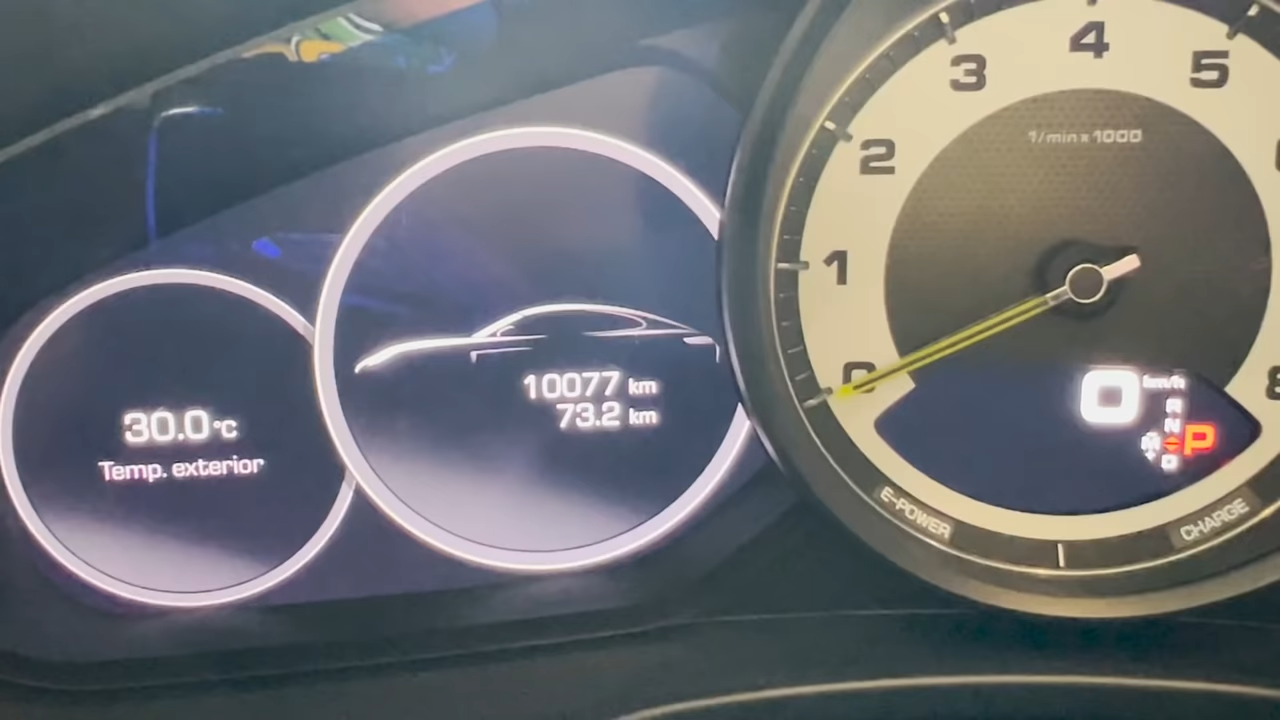 30.0 °C
Temp. exterior
10077 km
73.2 km
0
1
2
3
4
5
1/min x 1000
0 km/h
R
N
M
P
D
E-POWER
CHARGE